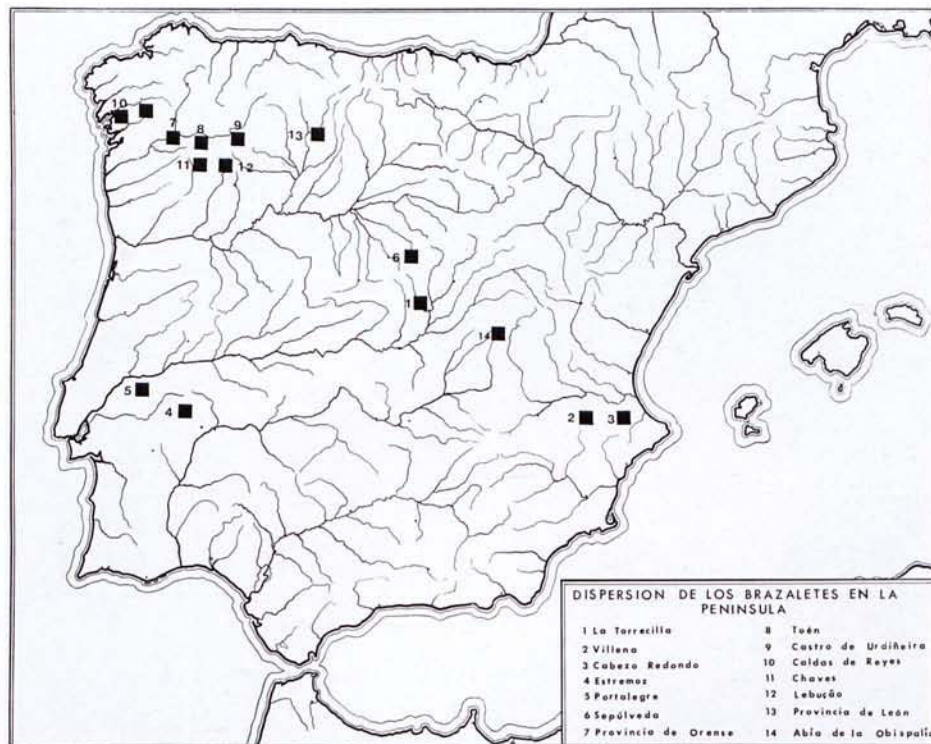 10
7
8
9
13
11
12
6
1
14
5
4
2
3
DISPERSION DE LOS BRAZALETES EN LA
PENINSULA
1 La Torrecilla
2 Villena
3 Cabezo Redondo
4 Estremoz
5 Portalegre
6 Sepúlveda
7 Provincia de Orense
8 Toén
9 Castro de Urdiñeira
10 Caldas de Reyes
11 Chaves
12 Lebução
13 Provincia de León
14 Abia de la Obispalía